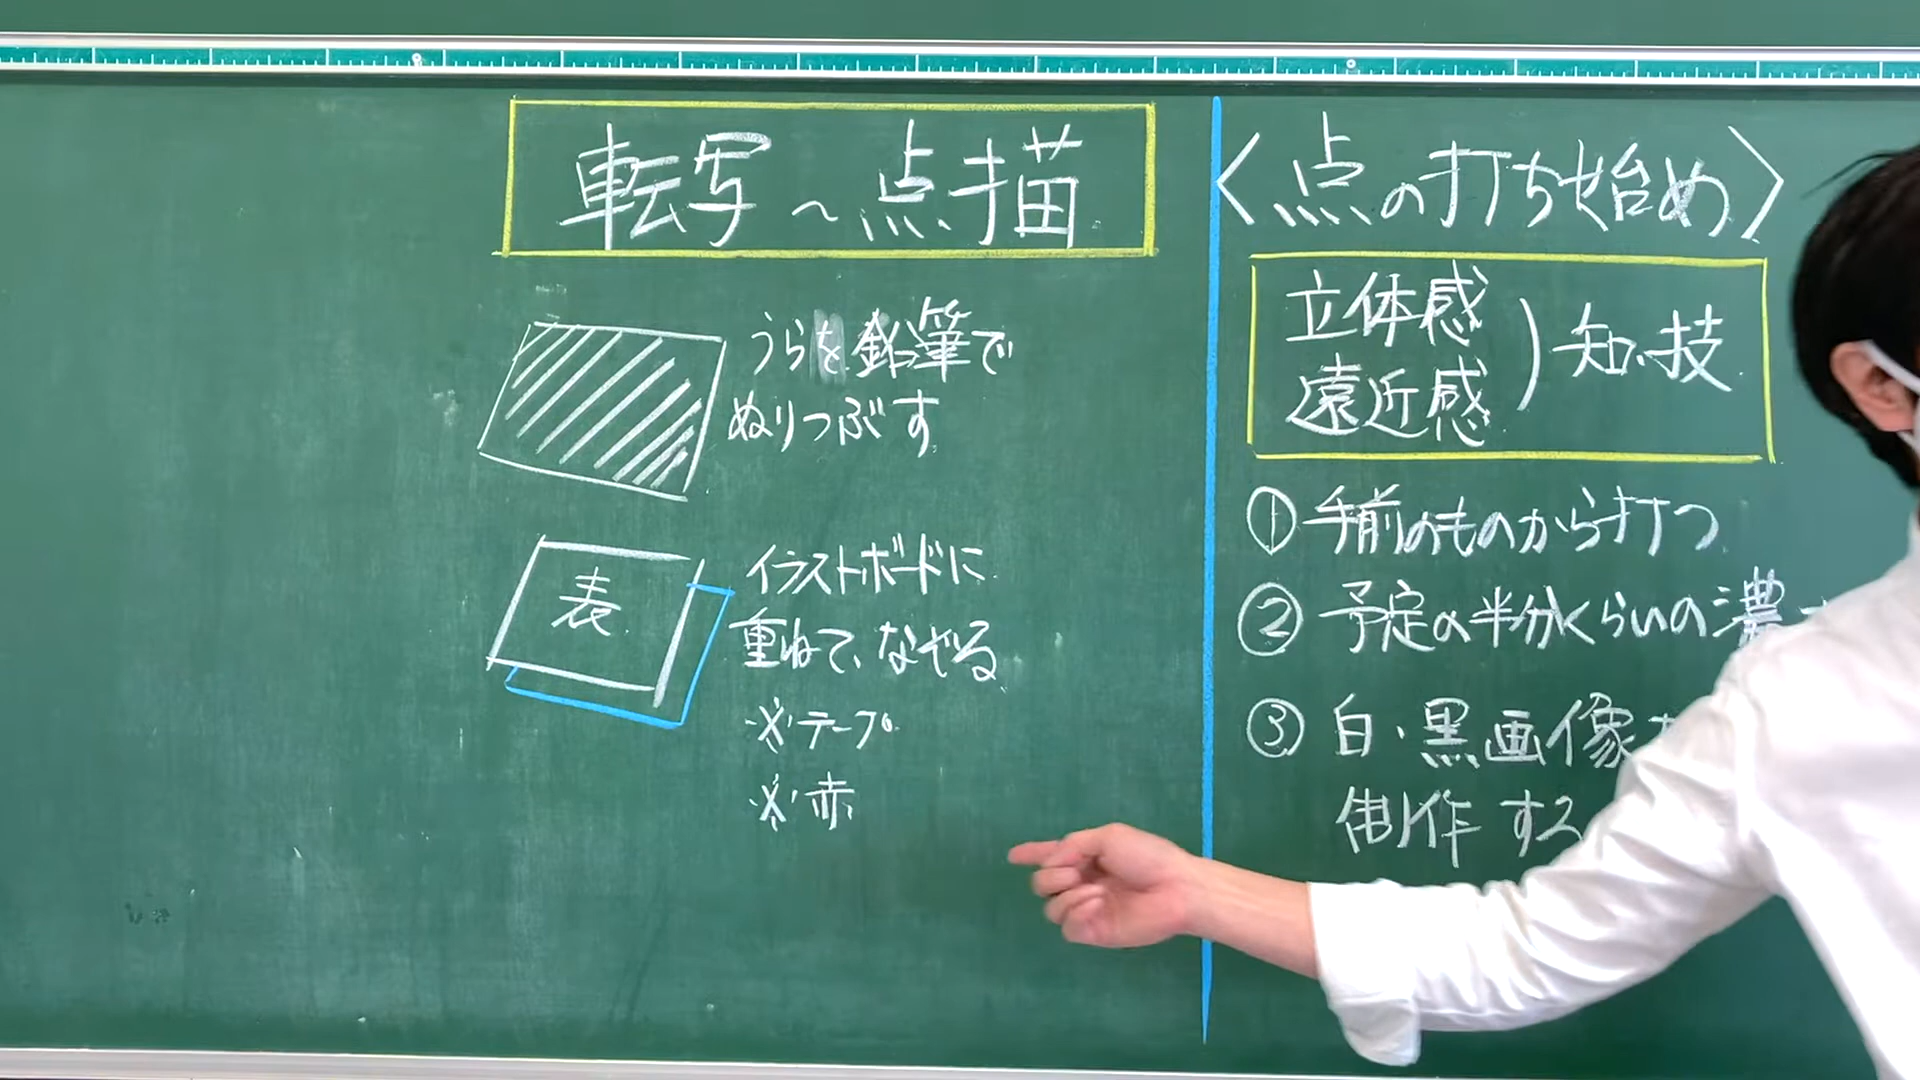 転写〜点描
うらを鉛筆で
ぬりつぶす
表
イラストボードに
重ねて、なぞる
※テープ
※赤
〈点の打ち始め〉
立体感
遠近感
)知・技
①手前のものから打つ
②予定の半分くらいの濃
③白・黒画像
制作する